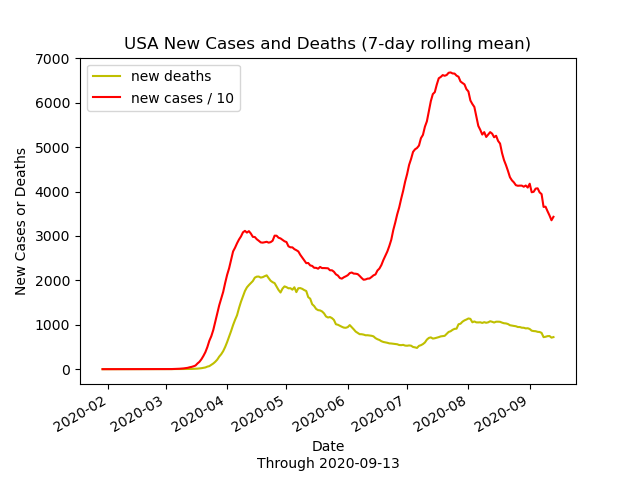 USA New Cases and Deaths (7-day rolling mean)
new deaths
new cases / 10
7000
6000
5000
4000
3000
2000
1000
0
New Cases or Deaths
2020-02
2020-03
2020-04
2020-05
2020-06
2020-07
2020-08
2020-09
Date
Through 2020-09-13